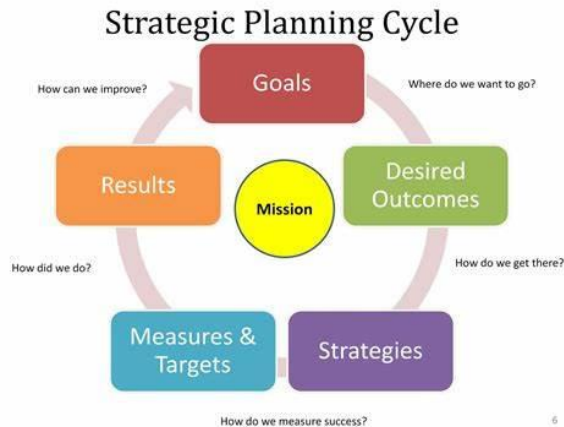 Strategic Planning Cycle
Goals
How can we improve?
Where do we want to go?
Results
Desired
Outcomes
Mission
How did we do?
How do we get there?
Measures &
Targets
Strategies
How do we measure success?
6